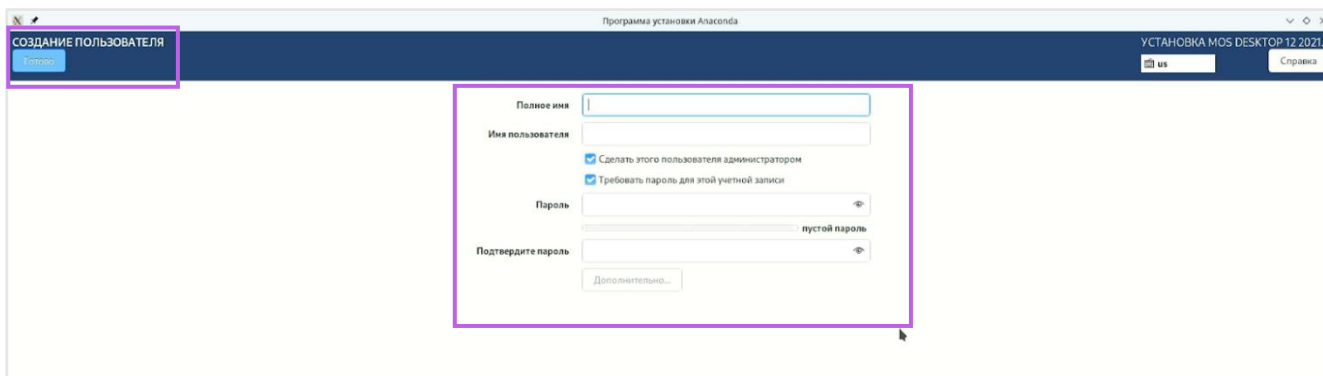 Программа установки Anaconda
СОЗДАНИЕ ПОЛЬЗОВАТЕЛЯ
Готово
УСТАНОВКА MOS DESKTOP 12 2021.
us
Справка
Полное имя
Имя пользователя
Сделать этого пользователя администратором
Требовать пароль для этой учетной записи
Пароль
пустой пароль
Подтвердите пароль
Дополнительно...